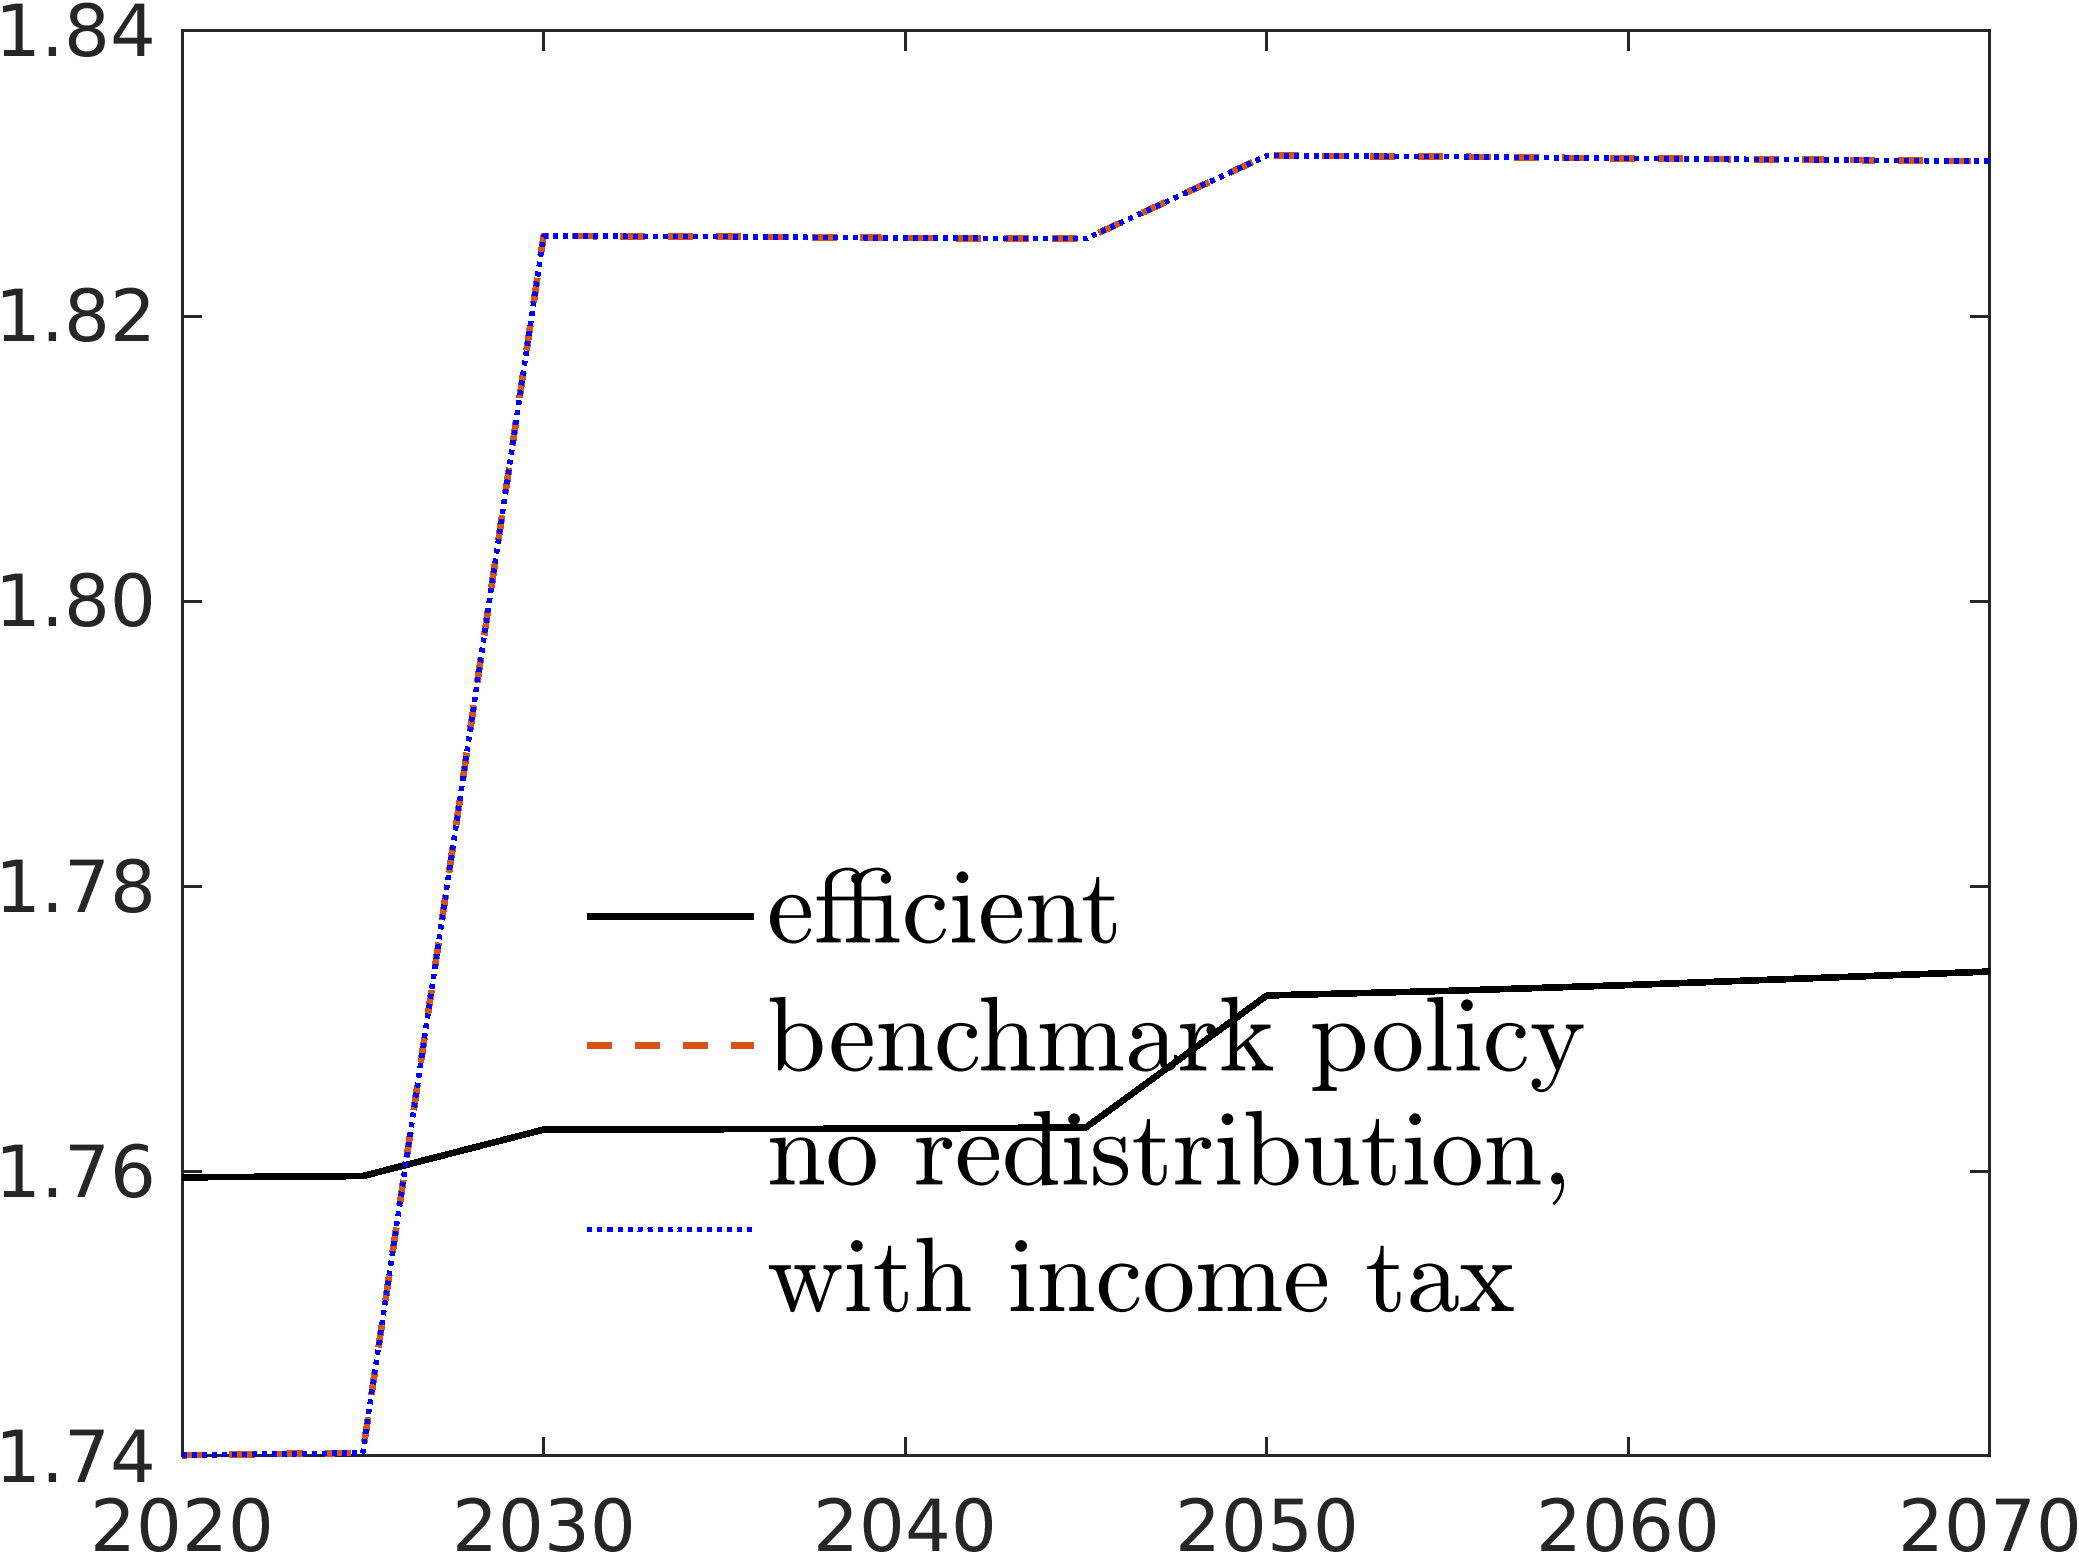 1.84
1.82
1.80
1.78
1.76
1.74
efficient
benchmark policy
no redistribution,
with income tax
2020 2030 2040 2050 2060 2070